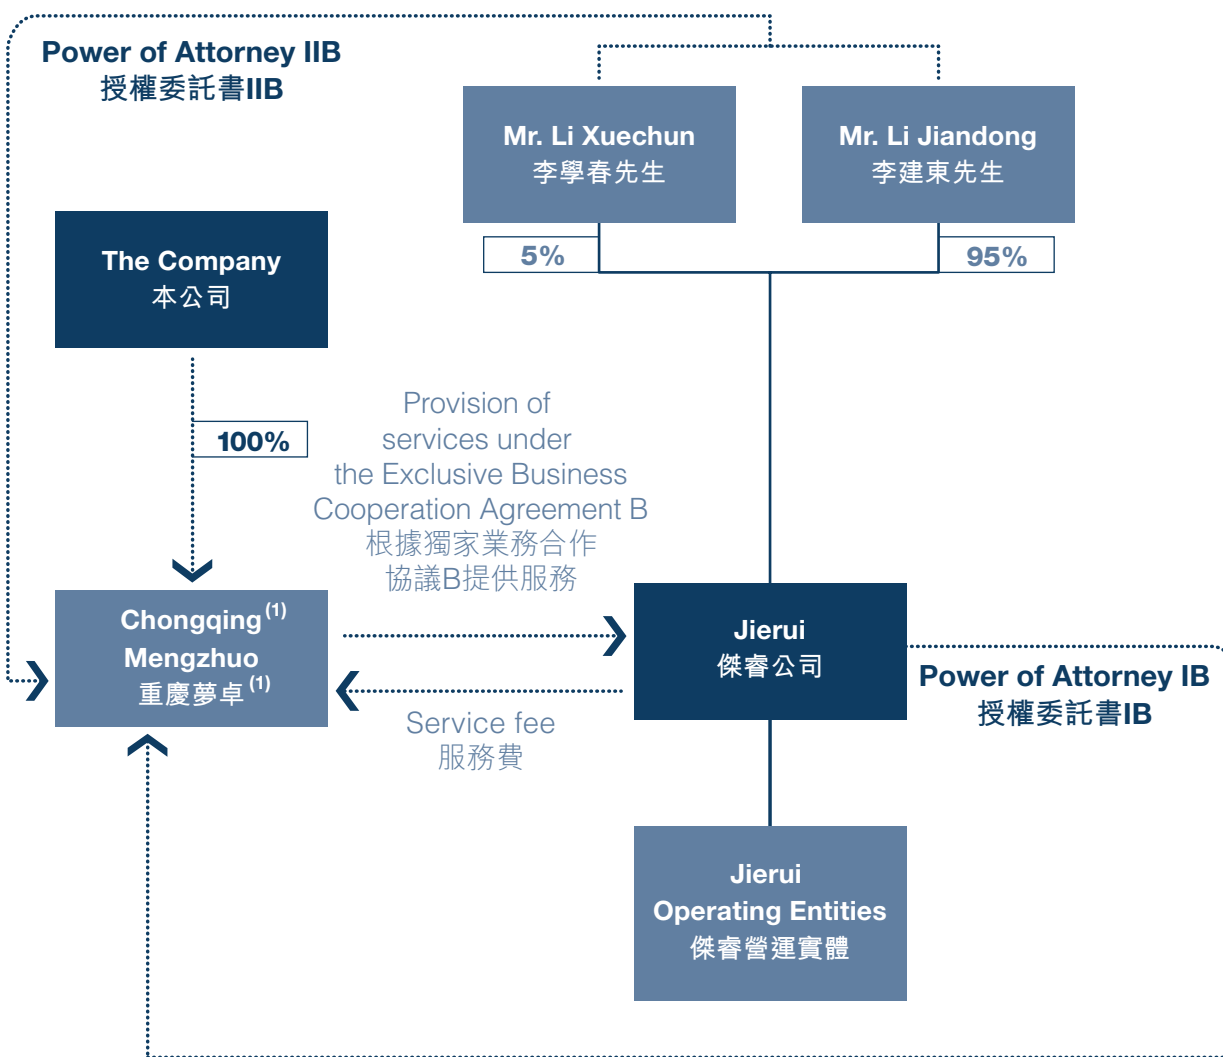 Power of Attorney IIB
授權委託書IIB
Mr. Li Xuechun
李學春先生
Mr. Li Jiandong
李建東先生
5%
95%
The Company
本公司
100%
Provision of
services under
the Exclusive Business
Cooperation Agreement B
根據獨家業務合作
協議B提供服務
Chongqing (1)
Mengzhuo
重慶夢卓 (1)
Jierui
傑睿公司
Power of Attorney IB
授權委託書IB
Service fee
服務費
Jierui
Operating Entities
傑睿營運實體